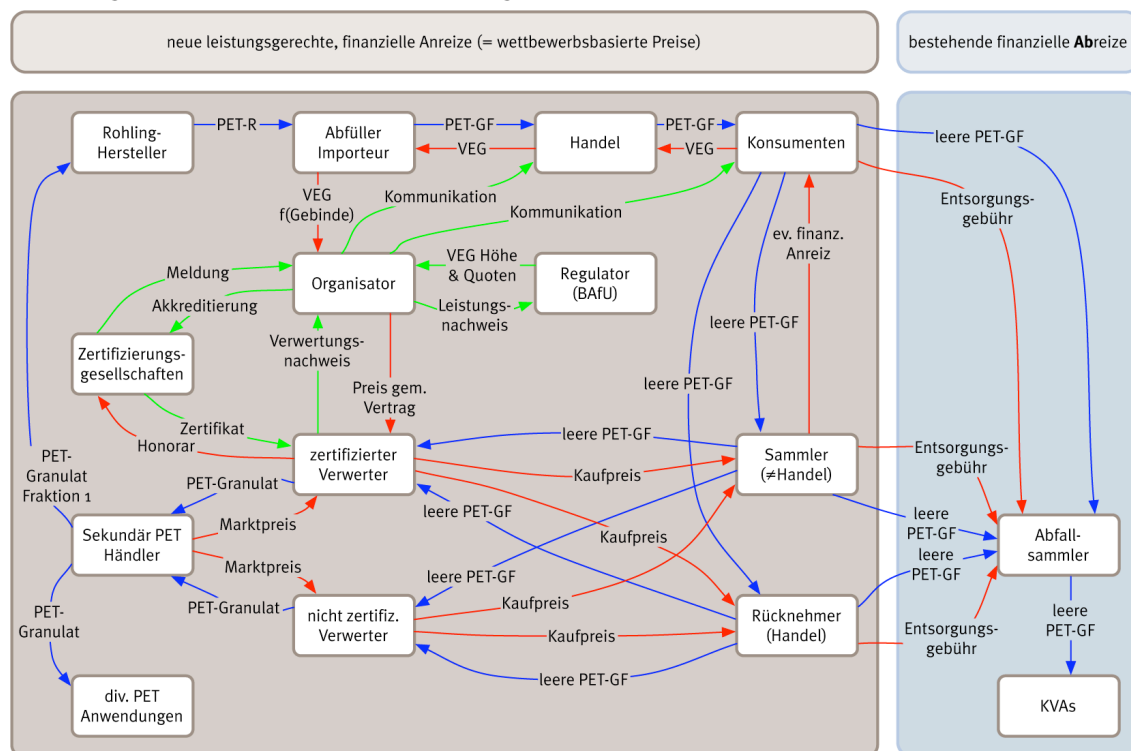 neue leistungsgerechte, finanzielle Anreize (= wettbewerbsbasierte Preise)
bestehende finanzielle Abreize
Rohling-
Hersteller
PET-R
Abfüller
Importeur
PET-GF
VEG
Handel
PET-GF
VEG
Konsumenten
leere PET-GF
Entsorgungs-
gebühr
VEG
f(Gebinde)
Kommunikation
Kommunikation
ev. finanz.
Anreiz
Meldung
Organisator
VEG Höhe
& Quoten
Regulator
(BAfU)
Akkreditierung
Leistungs-
nachweis
leere PET-GF
Zertifizierungs-
gesellschaften
Verwertungs-
nachweis
leere PET-GF
Preis gem.
Vertrag
Zertifikat
Honorar
zertifizierter
Verwerter
leere PET-GF
Kaufpreis
Sammler
(≠Handel)
Entsorgungs-
gebühr
PET-
Granulat
Fraktion 1
PET-Granulat
leere PET-GF
leere
PET-GF
Sekundär PET
Händler
Marktpreis
Kaufpreis
Abfall-
sammler
Marktpreis
leere PET-GF
leere
PET-GF
PET-
Granulat
PET-Granulat
nicht zertifiz.
Verwerter
Kaufpreis
Kaufpreis
Rücknehmer
(Handel)
Entsorgungs-
gebühr
leere
PET-GF
leere PET-GF
div. PET
Anwendungen
KVAs